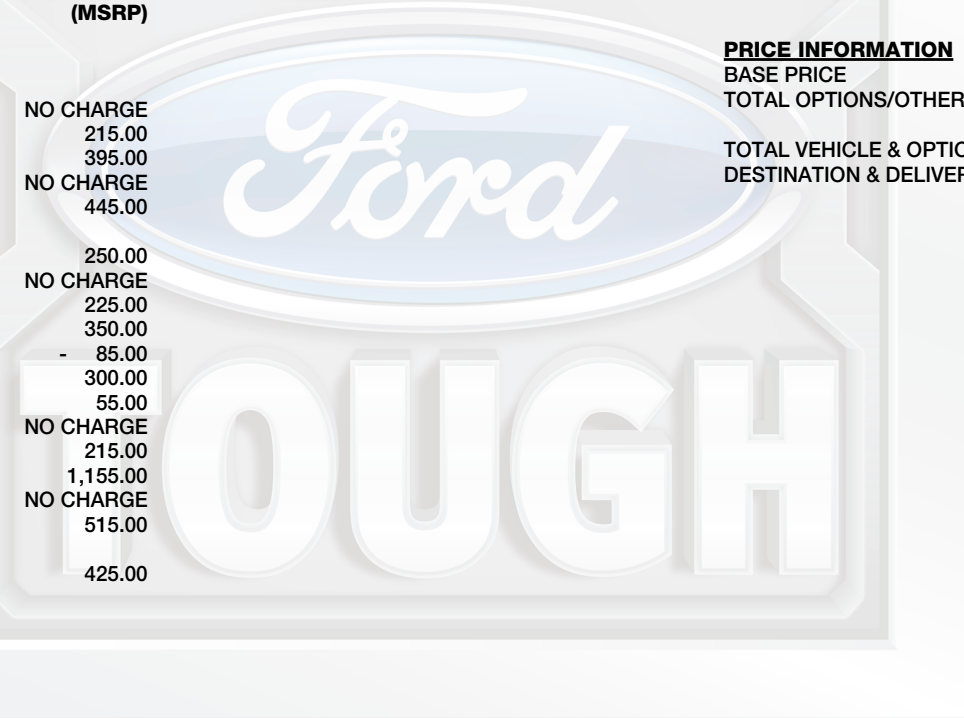 (MSRP)
NO CHARGE
215.00
395.00
NO CHARGE
445.00
250.00
NO CHARGE
225.00
350.00
- 85.00
300.00
55.00
NO CHARGE
215.00
1,155.00
NO CHARGE
515.00
425.00
PRICE INFORMATION
BASE PRICE
TOTAL OPTIONS/OTHER
TOTAL VEHICLE & OPTIO
DESTINATION & DELIVER
Ford
TOUGH